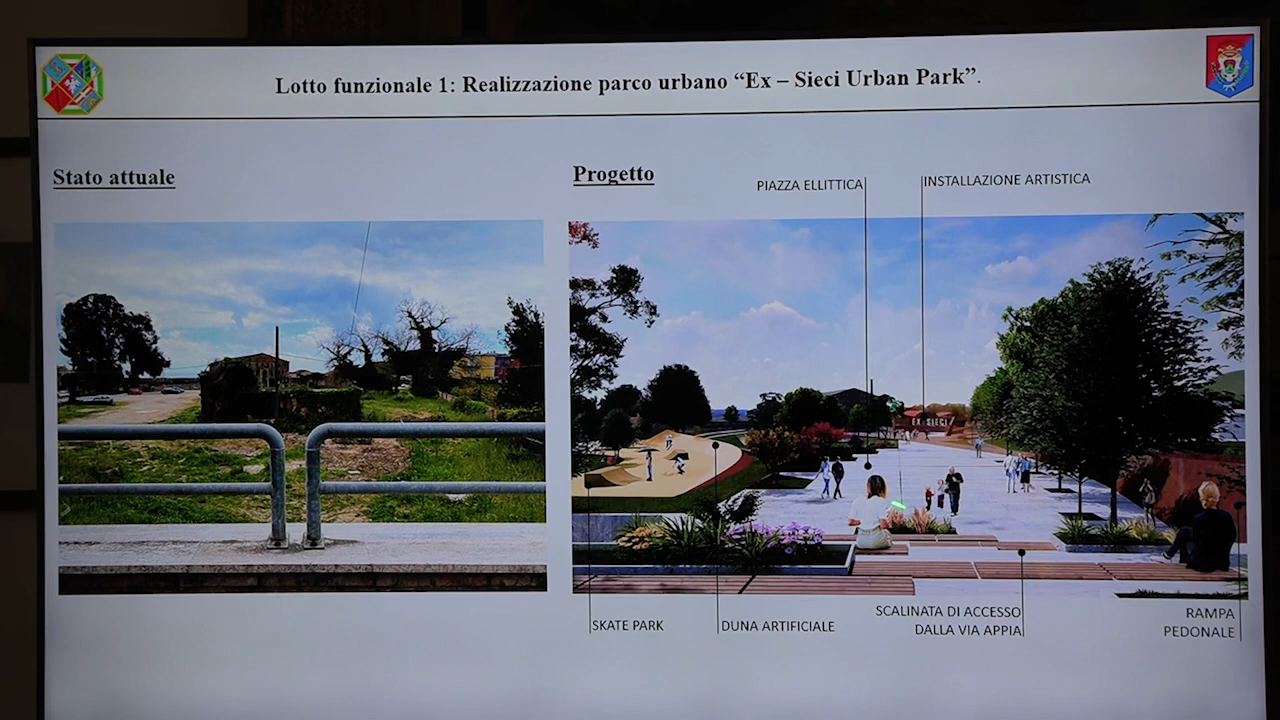 Lotto funzionale 1: Realizzazione parco urbano “Ex – Sieci Urban Park”.
Stato attuale
Progetto
PIAZZA ELLITTICA
INSTALLAZIONE ARTISTICA
EX SIECI
SKATE PARK
DUNA ARTIFICIALE
SCALINATA DI ACCESSO
DALLA VIA APPIA
RAMPA
PEDONALE